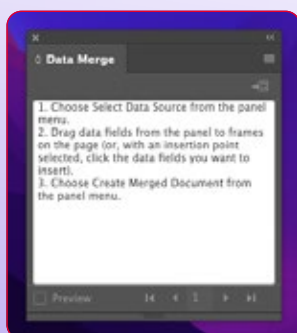 Data Merge
1. Choose Select Data Source from the panel
menu.
2. Drag data fields from the panel to frames
on the page (or, with an insertion point
selected, click the data fields you want to
insert).
3. Choose Create Merged Document from
the panel menu.
Preview
1